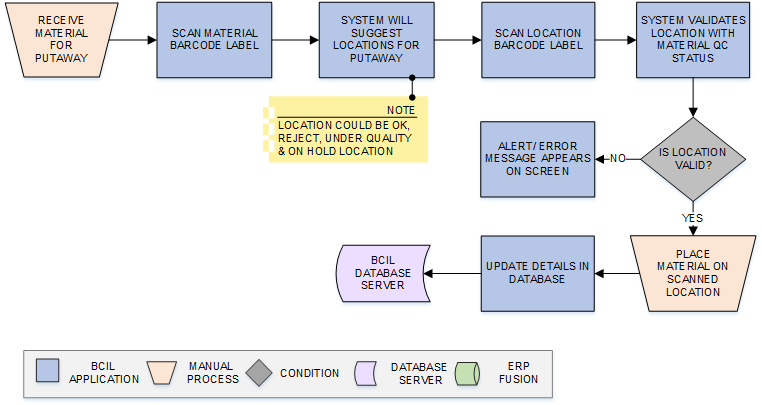 RECEIVE
MATERIAL
FOR
PUTAWAY
SCAN MATERIAL
BARCODE LABEL
SYSTEM WILL
SUGGEST
LOCATIONS FOR
PUTAWAY
SCAN LOCATION
BARCODE LABEL
SYSTEM VALIDATES
LOCATION WITH
MATERIAL QC
STATUS
NOTE
LOCATION COULD BE OK,
REJECT, UNDER QUALITY
& ON HOLD LOCATION
ALERT/ ERROR
MESSAGE APPEARS
ON SCREEN
NO
IS LOCATION
VALID?
YES
BCIL
DATABASE
SERVER
UPDATE DETAILS IN
DATABASE
PLACE
MATERIAL ON
SCANNED
LOCATION
BCIL
APPLICATION
MANUAL
PROCESS
CONDITION
DATABASE
SERVER
ERP
FUSION